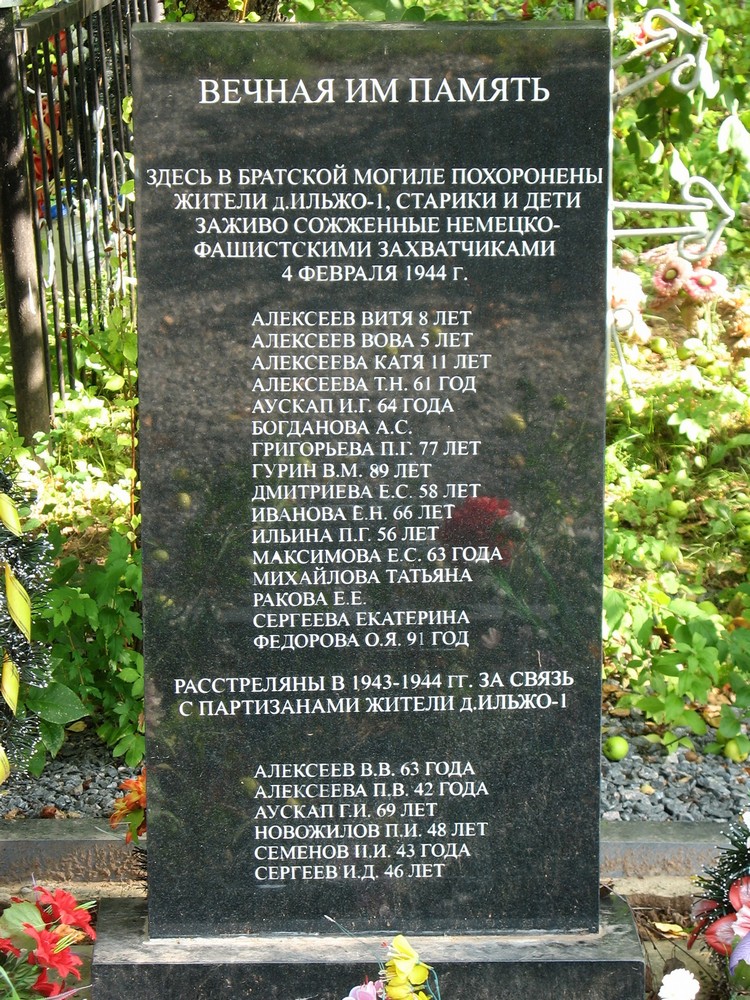 ВЕЧНАЯ ИМ ПАМЯТЬ
ЗДЕСЬ В БРАТСКОЙ МОГИЛЕ ПОХОРОНЕНЫ
ЖИТЕЛИ д.ИЛЬЖО-1, СТАРИКИ И ДЕТИ
ЗАЖИВО СОЖЖЕННЫЕ НЕМЕЦКО-
ФАШИСТСКИМИ ЗАХВАТЧИКАМИ
4 ФЕВРАЛЯ 1944 г.
АЛЕКСЕЕВ ВИТЯ 8 ЛЕТ
АЛЕКСЕЕВ ВОВА 5 ЛЕТ
АЛЕКСЕЕВА КАТЯ 11 ЛЕТ
АЛЕКСЕЕВА Т.Н. 61 ГОД
АУСКАП И.Г. 64 ГОДА
БОГДАНОВА А.С.
ГРИГОРЬЕВА П.Г. 77 ЛЕТ
ГУРИН В.М. 89 ЛЕТ
ДМИТРИЕВА Е.С. 58 ЛЕТ
ИВАНОВА Е.Н. 66 ЛЕТ
ИЛЬИНА П.Г. 56 ЛЕТ
МАКСИМОВА Е.С. 63 ГОДА
МИХАЙЛОВА ТАТЬЯНА
РАКОВА Е.Е.
СЕРГЕЕВА ЕКАТЕРИНА
ФЕДОРОВА О.Я. 91 ГОД
РАССТРЕЛЯНЫ В 1943-1944 гг. ЗА СВЯЗЬ
С ПАРТИЗАНАМИ ЖИТЕЛИ д.ИЛЬЖО-1
АЛЕКСЕЕВ В.В. 63 ГОДА
АЛЕКСЕЕВА П.В. 42 ГОДА
АУСКАП Г.И. 69 ЛЕТ
НОВОЖИЛОВ П.И. 48 ЛЕТ
СЕМЕНОВ И.И. 43 ГОДА
СЕРГЕЕВ И.Д. 46 ЛЕТ